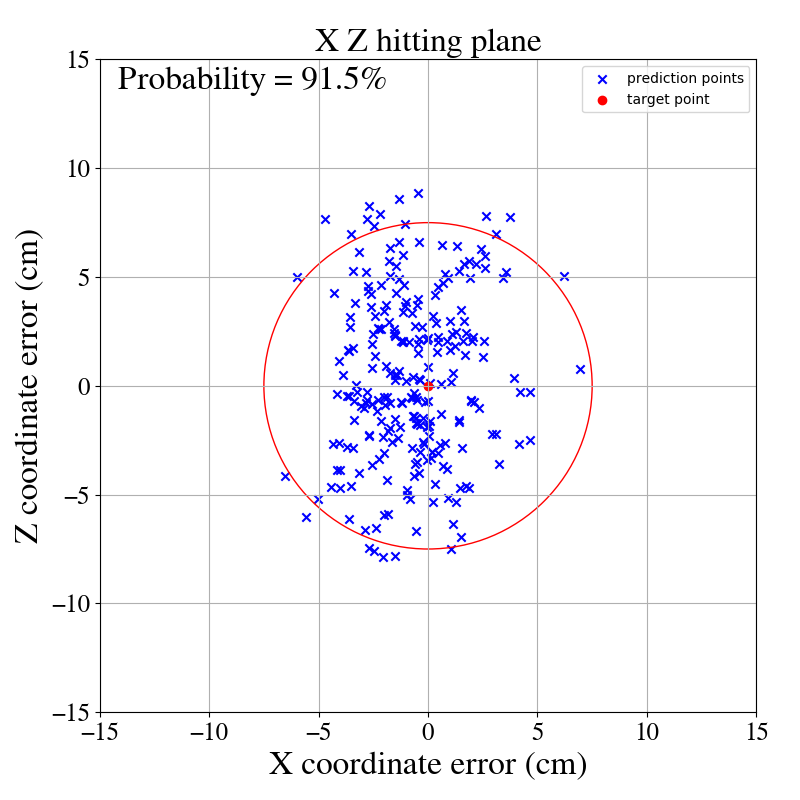 X Z hitting plane
Probability = 91.5%
prediction points
target point
15
10
5
0
−5
−10
−15
Z coordinate error (cm)
−15 −10 −5 0 5 10 15
X coordinate error (cm)